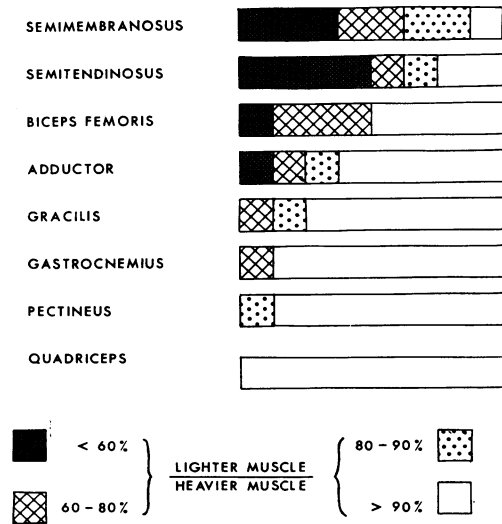 SEMIMEMBRANOSUS
SEMITENDINOSUS
BICEPS FEMORIS
ADDUCTOR
GRACILIS
GASTROCNEMIUS
PECTINEUS
QUADRICEPS
< 60%
60 – 80%
LIGHTER MUSCLE
HEAVIER MUSCLE
80 – 90%
> 90%